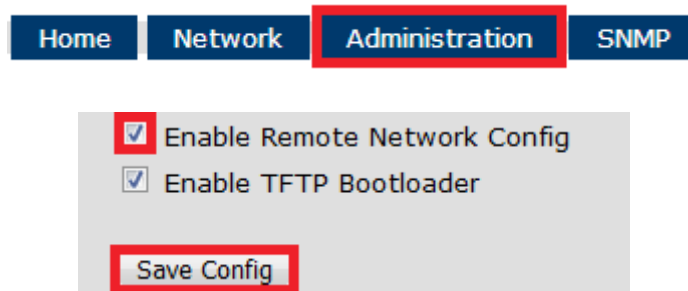 Home Network Administration SNMP
Enable Remote Network Config
Enable TFTP Bootloader
Save Config